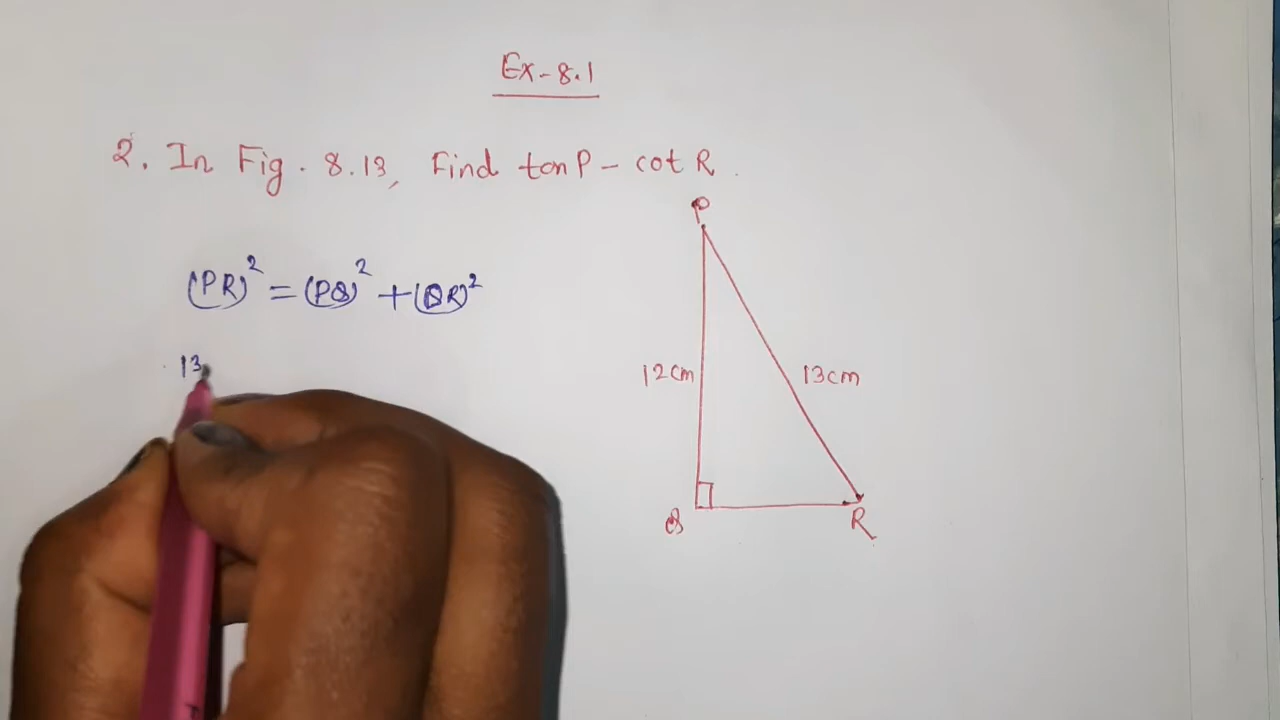 Ex-8.1
2. In Fig. 8.13, Find tanP - cot R.
P
(PR)² = (PQ)² + (QR)²
13
12cm
13cm
Q
R